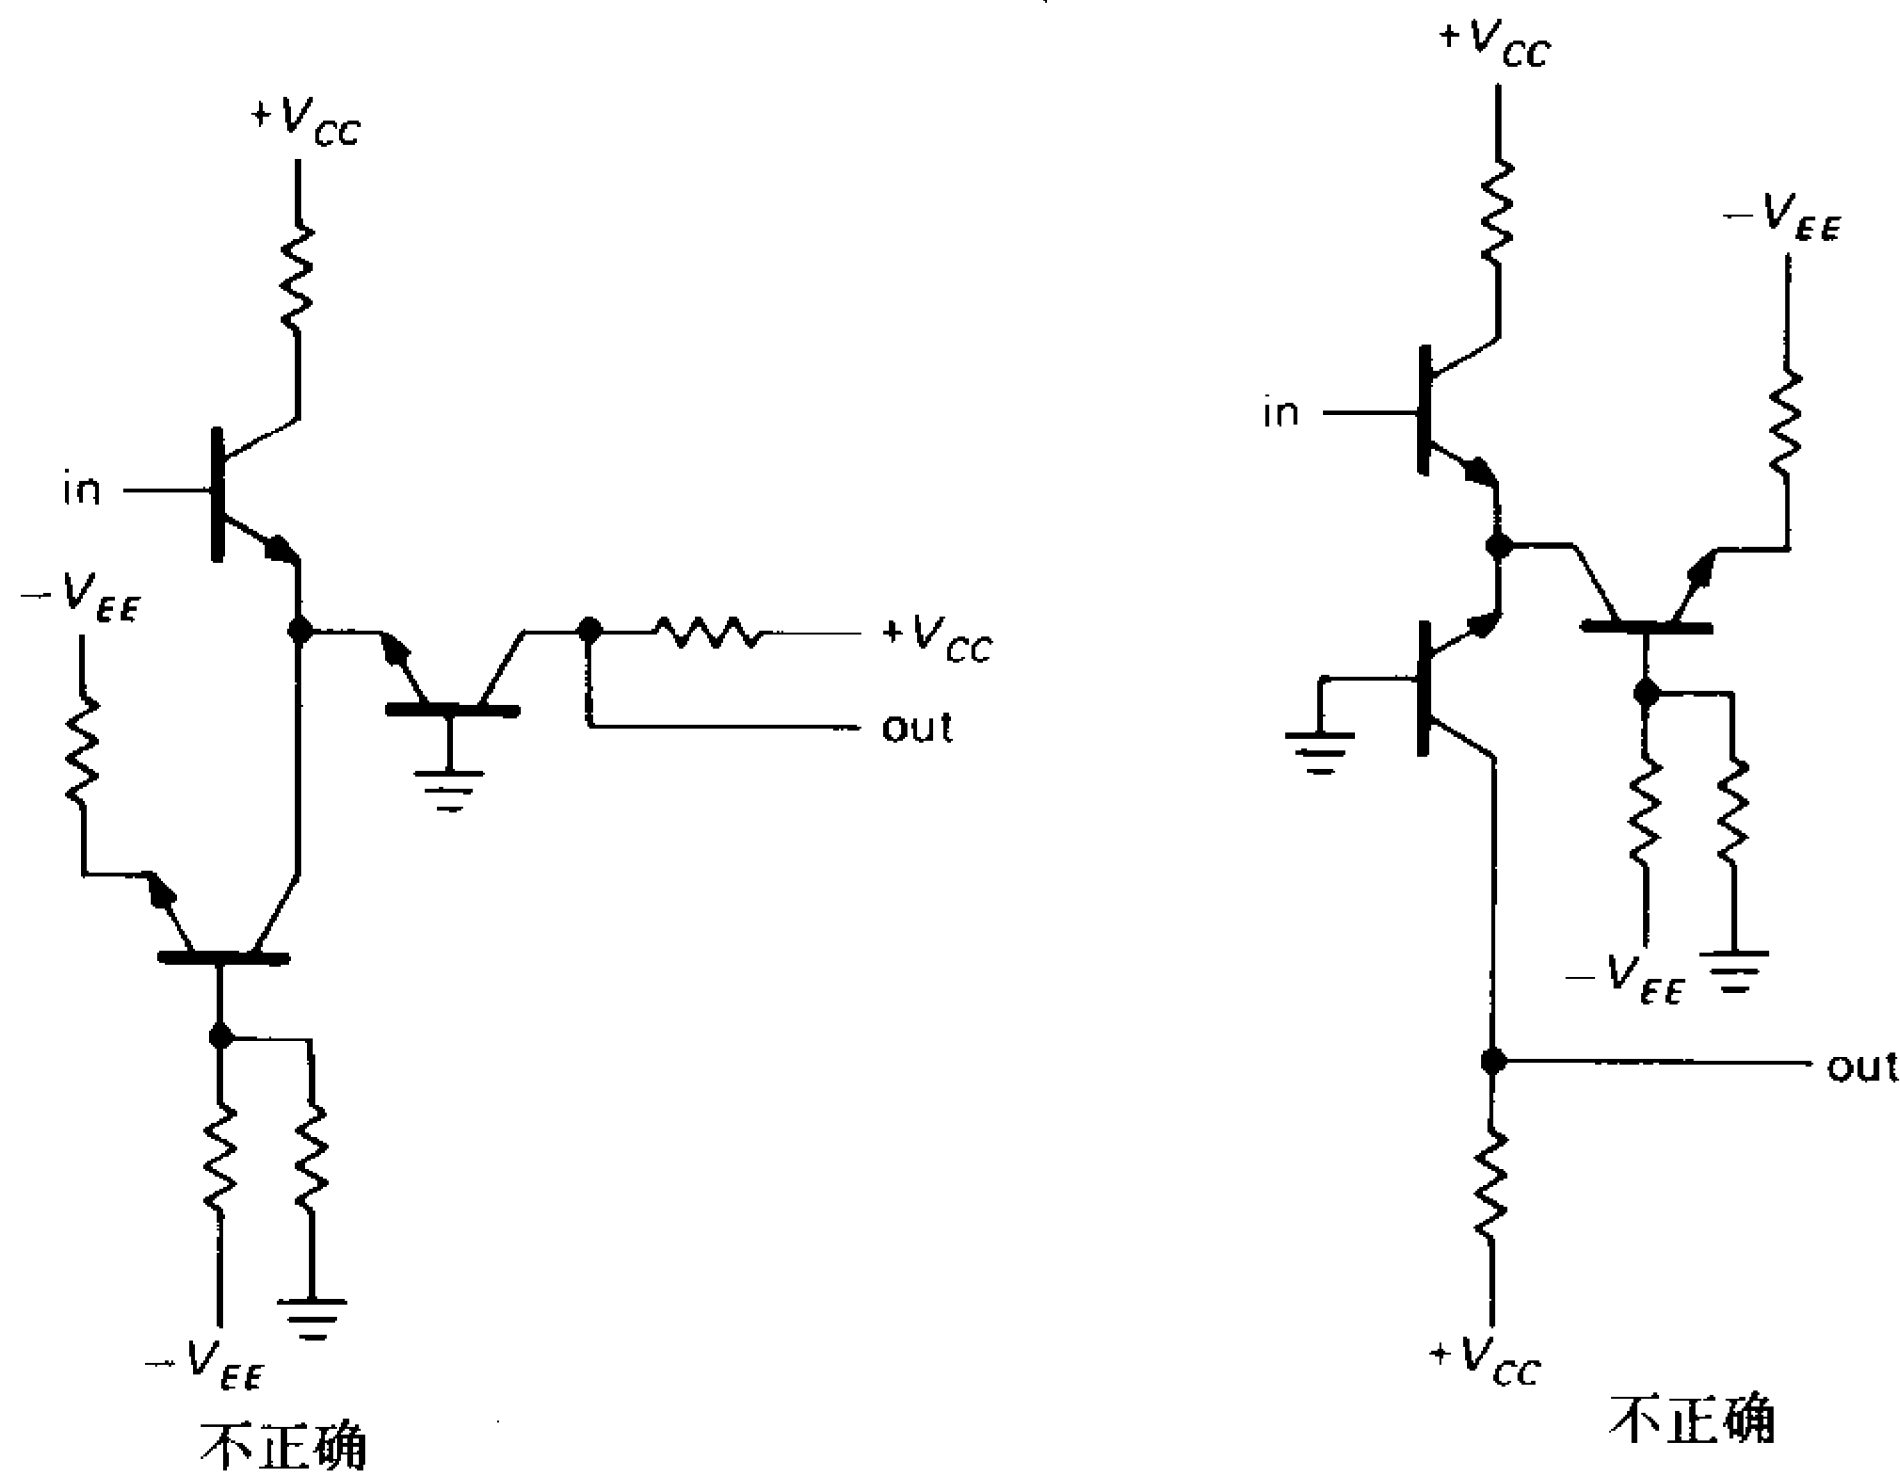 +V_CC
in
−V_EE
+V_CC
out
−V_EE
不正确
+V_CC
−V_EE
in
−V_EE
out
+V_CC
不正确